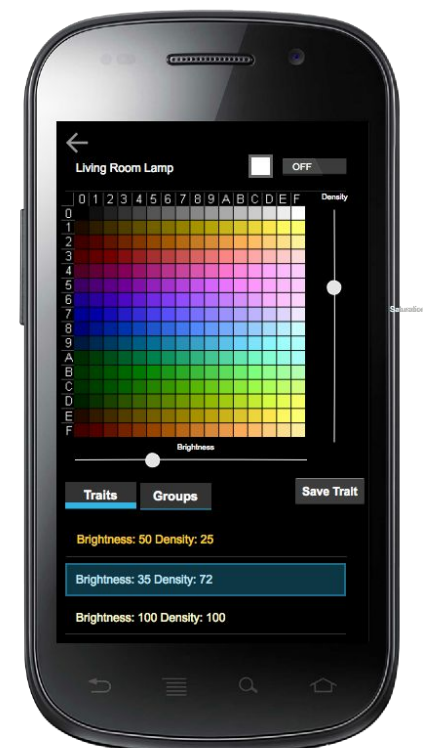 Living Room Lamp
OFF
0 1 2 3 4 5 6 7 8 9 A B C D E F
Density
0
1
2
3
4
5
6
7
8
9
A
B
C
D
E
F
Saturation
Brightness
Traits
Groups
Save Trait
Brightness: 50 Density: 25
Brightness: 35 Density: 72
Brightness: 100 Density: 100